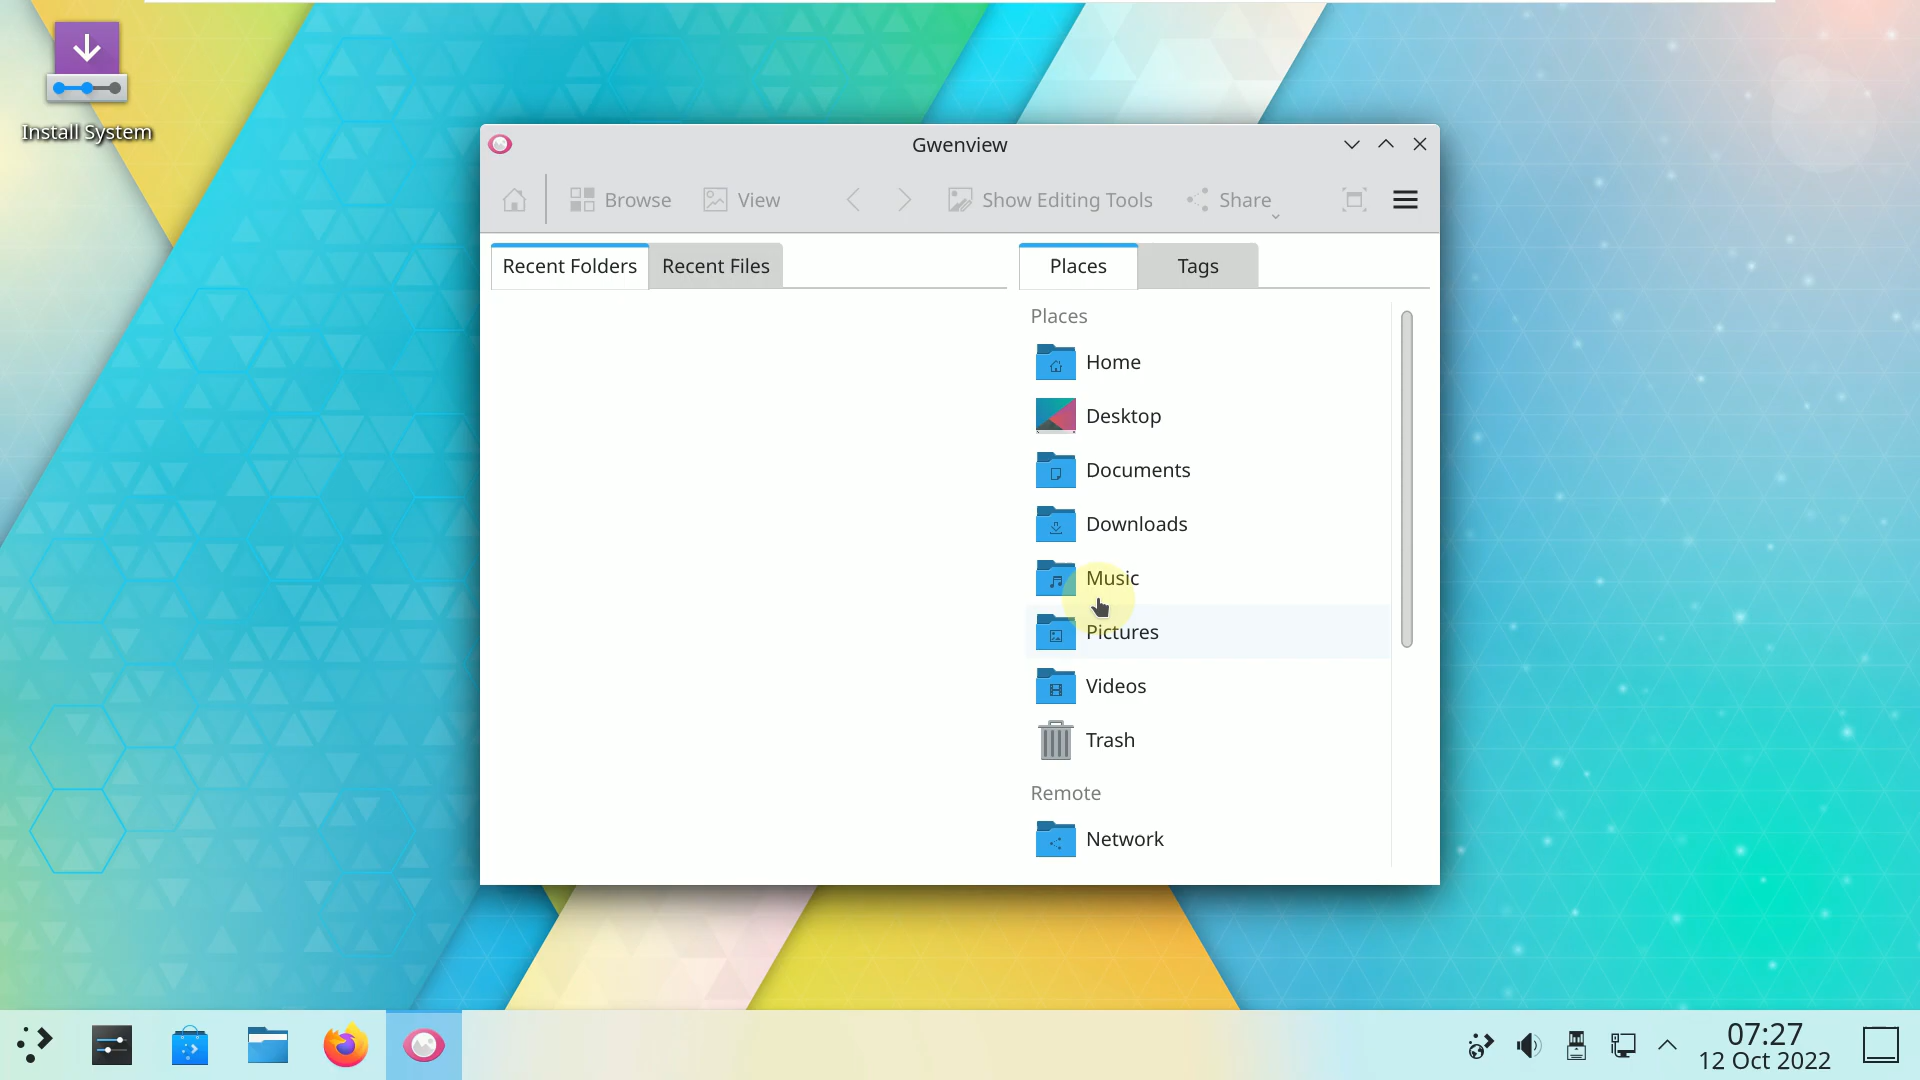 Install System
Gwenview
Browse View Show Editing Tools Share
Recent Folders Recent Files
Places Tags
Places
Home
Desktop
Documents
Downloads
Music
Pictures
Videos
Trash
Remote
Network
07:27
12 Oct 2022